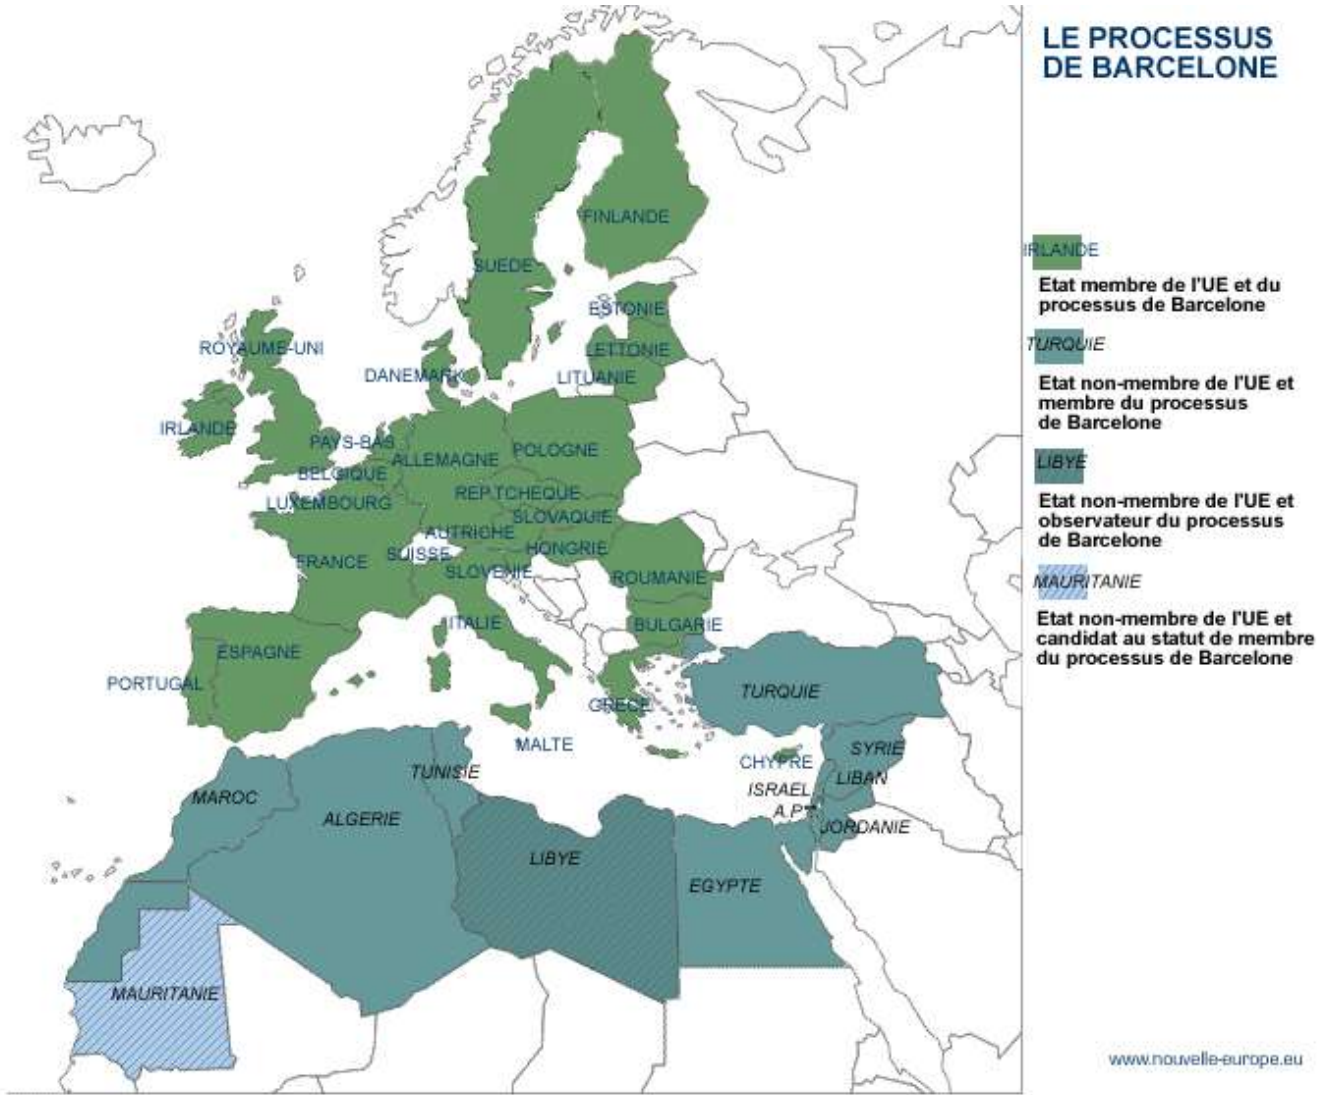 LE PROCESSUS
DE BARCELONE
FINLANDE
SUEDE
ESTONIE
ROYAUME-UNI
LETTONIE
DANEMARK
LITUANIE
IRLANDE
PAYS-BAS
POLOGNE
ALLEMAGNE
BELGIQUE
REP.TCHEQUE
LUXEMBOURG
SLOVAQUIE
AUTRICHE
HONGRIE
SUISSE
FRANCE
SLOVENIE
ROUMANIE
ITALIE
BULGARIE
ESPAGNE
PORTUGAL
TURQUIE
GRECE
MALTE
SYRIE
CHYPRE
TUNISIE
LIBAN
ISRAEL
MAROC
A.P**
ALGERIE
JORDANIE
LIBYE
EGYPTE
MAURITANIE
IRLANDE
Etat membre de l'UE et du
processus de Barcelone
TURQUIE
Etat non-membre de l'UE et
membre du processus
de Barcelone
LIBYE
Etat non-membre de l'UE et
observateur du processus
de Barcelone
MAURITANIE
Etat non-membre de l'UE et
candidat au statut de membre
du processus de Barcelone
www.nouvelle-europe.eu